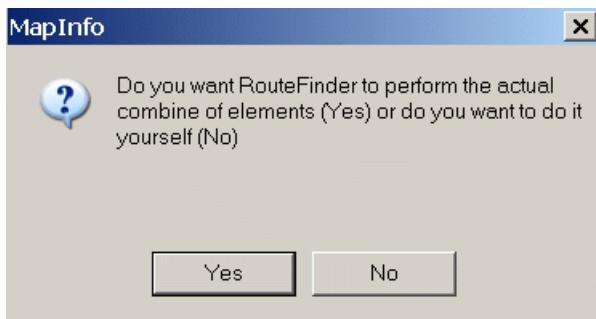 MapInfo
Do you want RouteFinder to perform the actual
combine of elements (Yes) or do you want to do it
yourself (No)
Yes
No